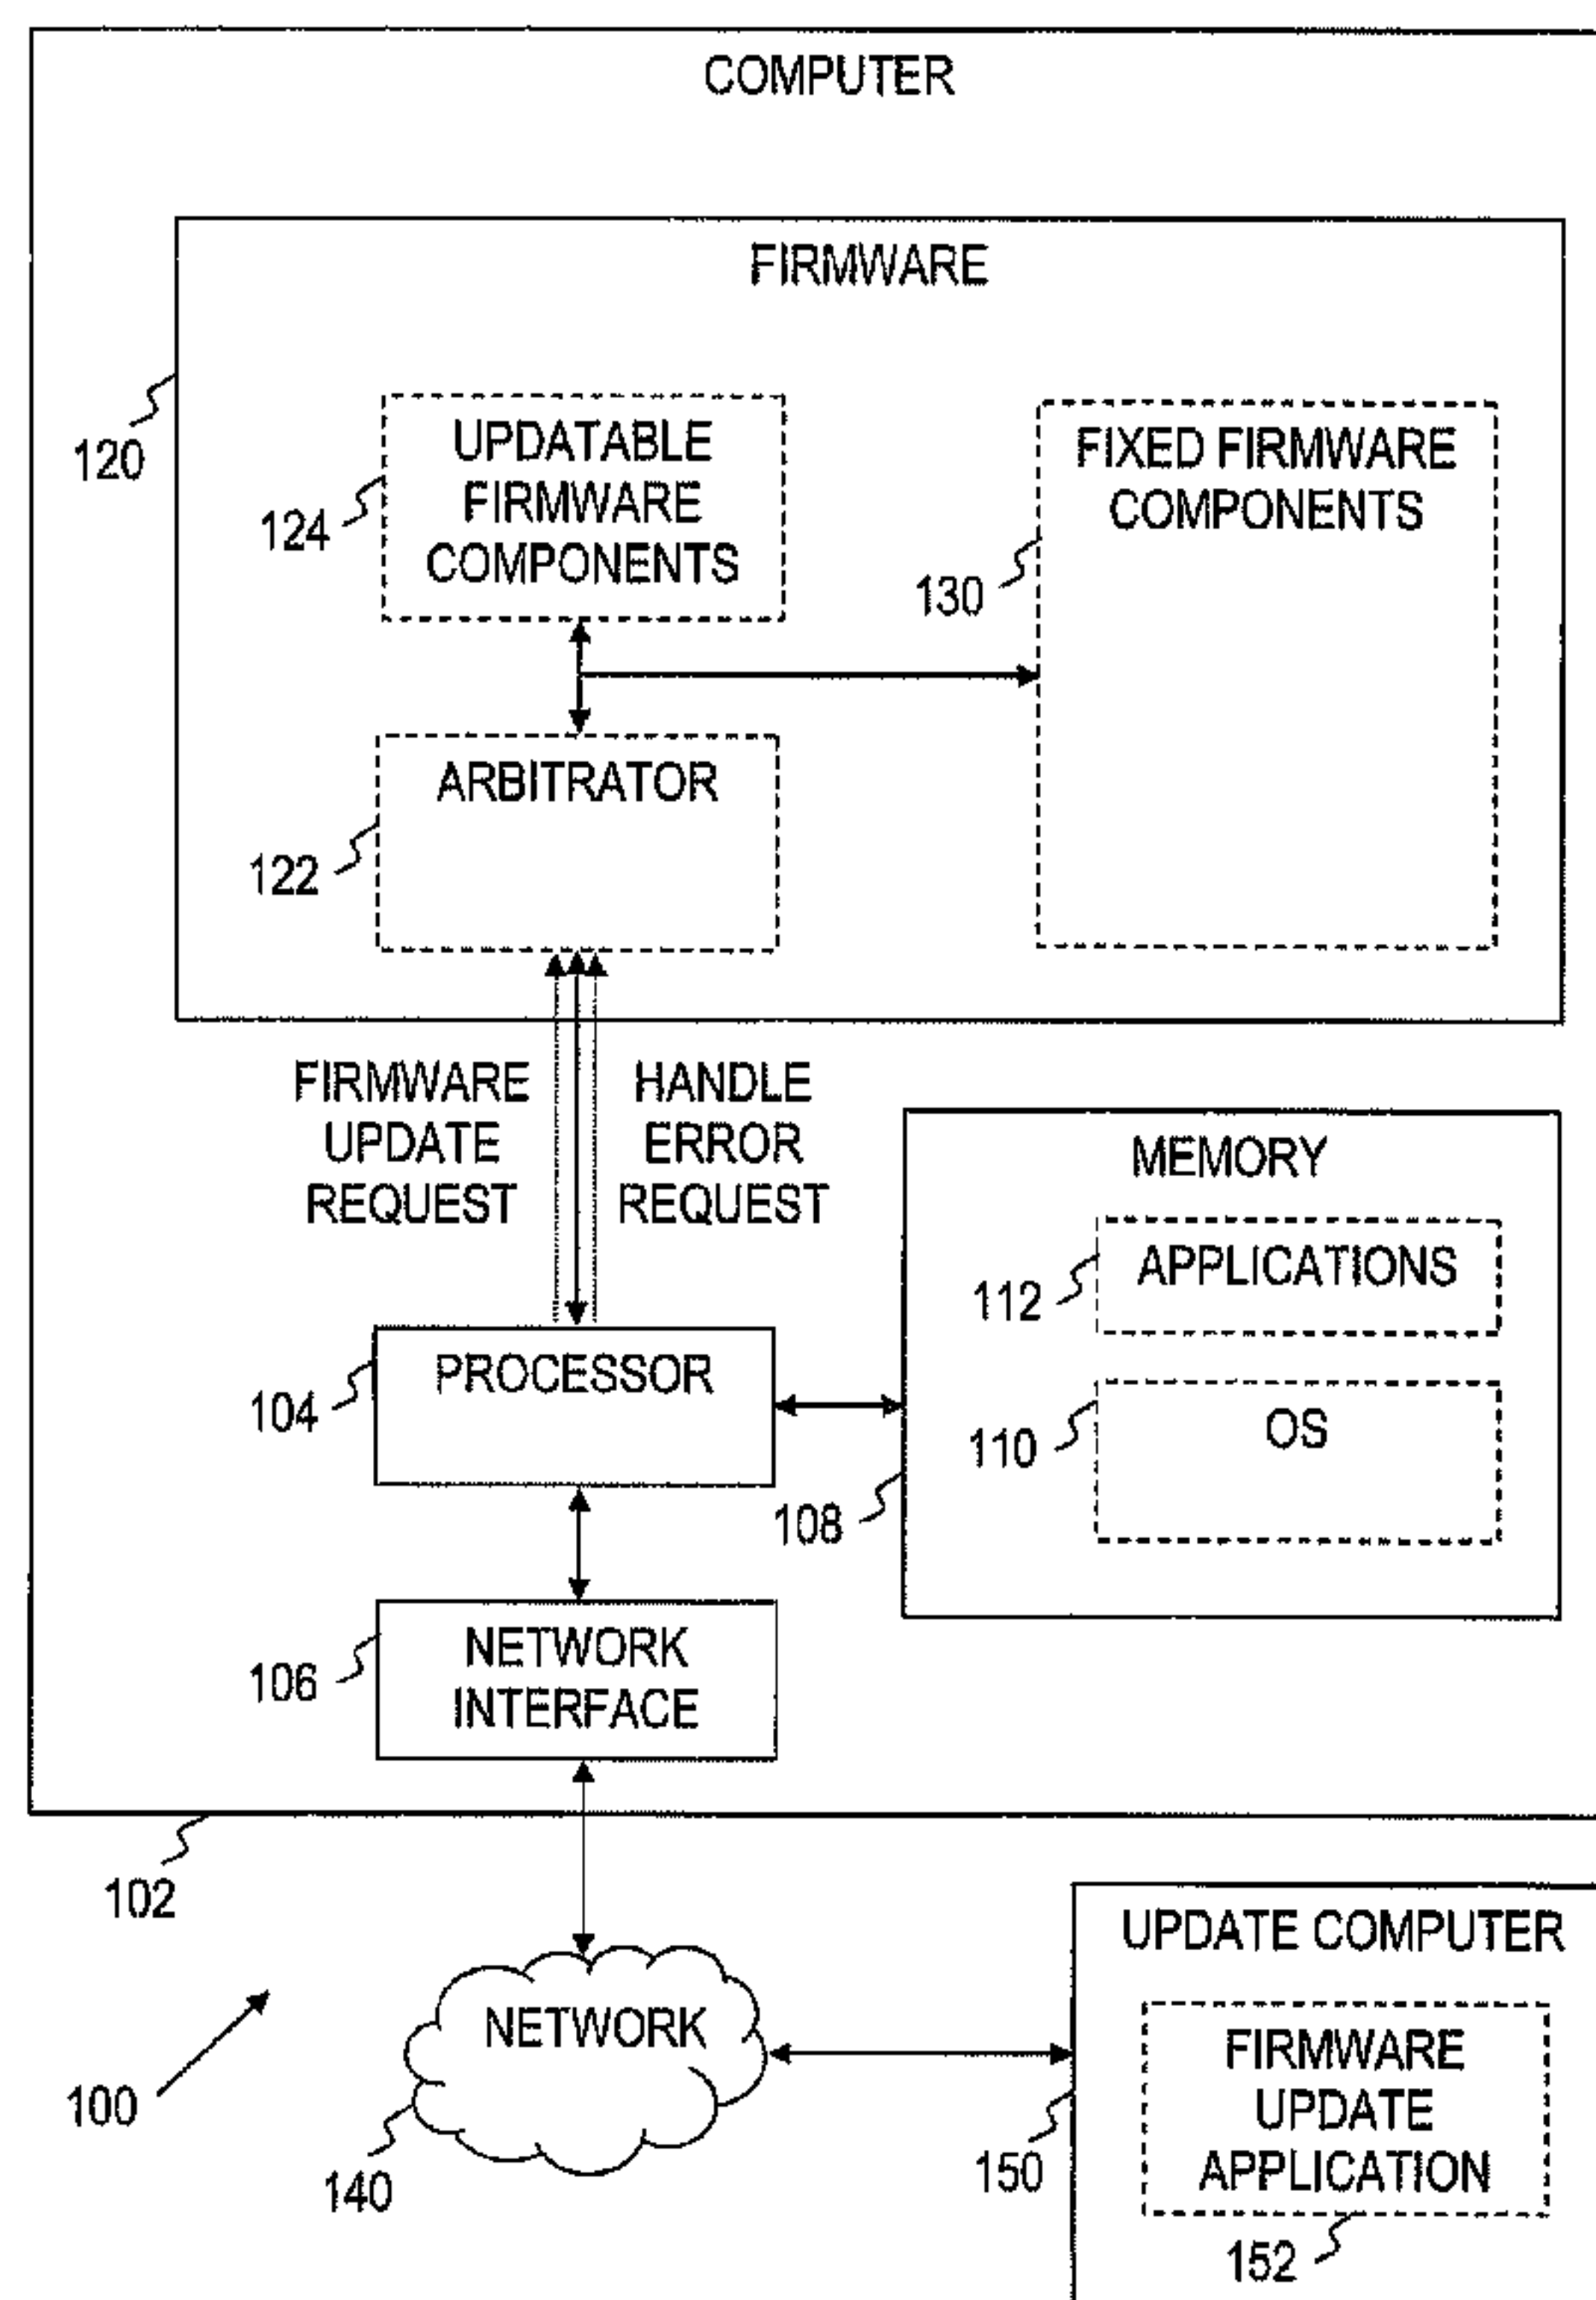 COMPUTER
FIRMWARE
120
UPDATABLE
FIRMWARE
COMPONENTS
124
FIXED FIRMWARE
COMPONENTS
130
ARBITRATOR
122
FIRMWARE
UPDATE
REQUEST
HANDLE
ERROR
REQUEST
MEMORY
APPLICATIONS
112
OS
110
108
PROCESSOR
104
NETWORK
INTERFACE
106
102
NETWORK
140
100
UPDATE COMPUTER
FIRMWARE
UPDATE
APPLICATION
150
152